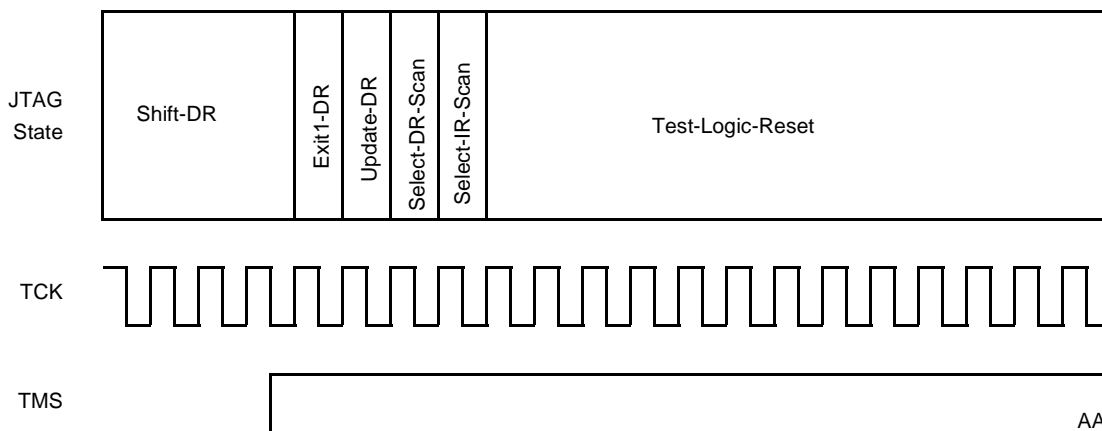 JTAG
State
Shift-DR
Exit1-DR
Update-DR
Select-DR-Scan
Select-IR-Scan
Test-Logic-Reset
TCK
TMS
AA